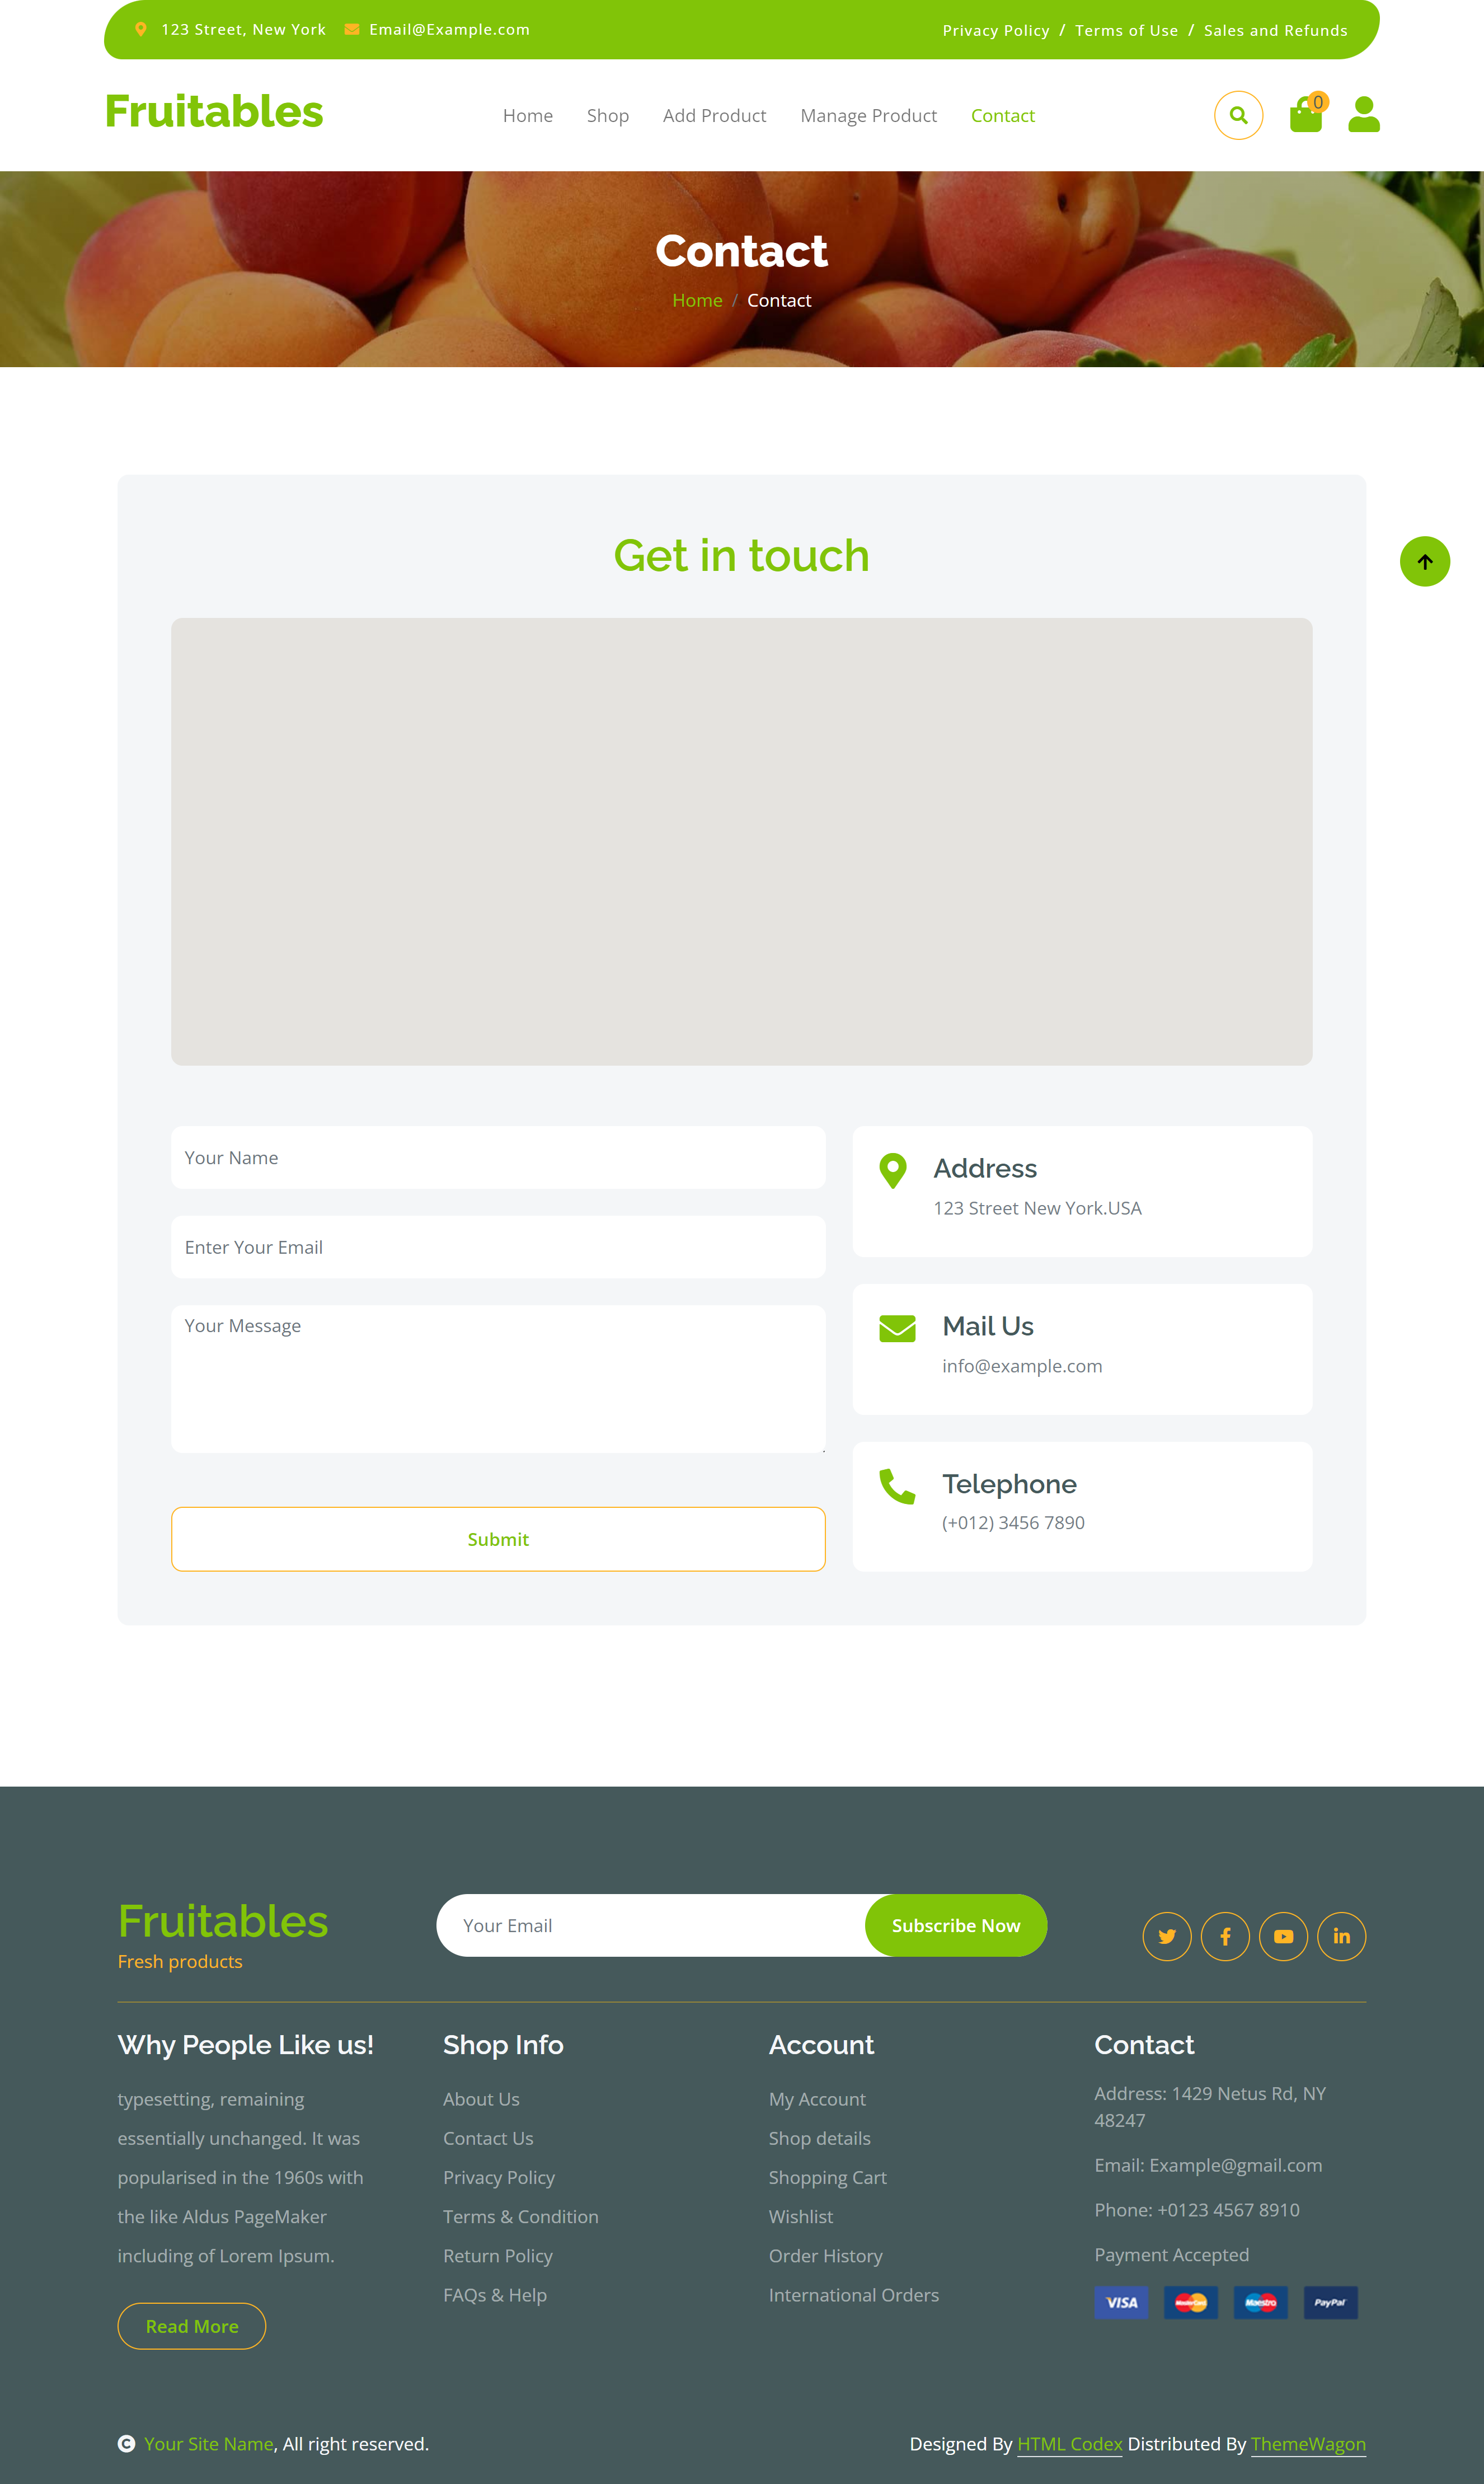 123 Street, New York Email@Example.com Privacy Policy / Terms of Use / Sales and Refunds
Fruitables Home Shop Add Product Manage Product Contact 0
Contact
Home / Contact
Get in touch
Your Name
Enter Your Email
Your Message
Submit
Address
123 Street New York.USA
Mail Us
info@example.com
Telephone
(+012) 3456 7890
Fruitables
Fresh products
Your Email Subscribe Now
Why People Like us!
typesetting, remaining
essentially unchanged. It was
popularised in the 1960s with
the like Aldus PageMaker
including of Lorem Ipsum.
Read More
Shop Info
About Us
Contact Us
Privacy Policy
Terms & Condition
Return Policy
FAQs & Help
Account
My Account
Shop details
Shopping Cart
Wishlist
Order History
International Orders
Contact
Address: 1429 Netus Rd, NY
48247
Email: Example@gmail.com
Phone: +0123 4567 8910
Payment Accepted
VISA MasterCard Maestro PayPal
Your Site Name, All right reserved.
Designed By HTML Codex Distributed By ThemeWagon